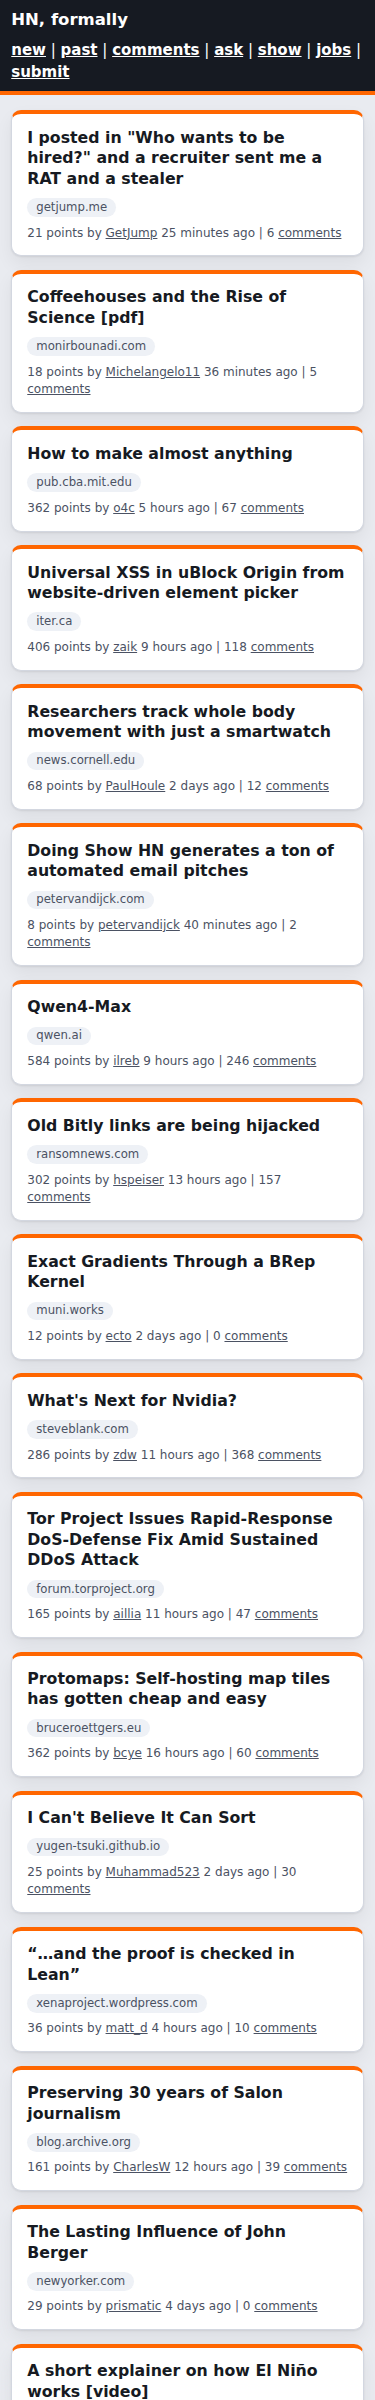 HN, formally
new | past | comments | ask | show | jobs |
submit
I posted in "Who wants to be
hired?" and a recruiter sent me a
RAT and a stealer
getjump.me
21 points by GetJump 25 minutes ago | 6 comments
Coffeehouses and the Rise of
Science [pdf]
monirbounadi.com
18 points by Michelangelo11 36 minutes ago | 5
comments
How to make almost anything
pub.cba.mit.edu
362 points by o4c 5 hours ago | 67 comments
Universal XSS in uBlock Origin from
website-driven element picker
iter.ca
406 points by zaik 9 hours ago | 118 comments
Researchers track whole body
movement with just a smartwatch
news.cornell.edu
68 points by PaulHoule 2 days ago | 12 comments
Doing Show HN generates a ton of
automated email pitches
petervandijck.com
8 points by petervandijck 40 minutes ago | 2
comments
Qwen4-Max
qwen.ai
584 points by ilreb 9 hours ago | 246 comments
Old Bitly links are being hijacked
ransomnews.com
302 points by hspeiser 13 hours ago | 157
comments
Exact Gradients Through a BRep
Kernel
muni.works
12 points by ecto 2 days ago | 0 comments
What's Next for Nvidia?
steveblank.com
286 points by zdw 11 hours ago | 368 comments
Tor Project Issues Rapid-Response
DoS-Defense Fix Amid Sustained
DDoS Attack
forum.torproject.org
165 points by aillia 11 hours ago | 47 comments
Protomaps: Self-hosting map tiles
has gotten cheap and easy
bruceroettgers.eu
362 points by bcye 16 hours ago | 60 comments
I Can't Believe It Can Sort
yugen-tsuki.github.io
25 points by Muhammad523 2 days ago | 30
comments
“…and the proof is checked in
Lean”
xenaproject.wordpress.com
36 points by matt_d 4 hours ago | 10 comments
Preserving 30 years of Salon
journalism
blog.archive.org
161 points by CharlesW 12 hours ago | 39 comments
The Lasting Influence of John
Berger
newyorker.com
29 points by prismatic 4 days ago | 0 comments
A short explainer on how El Niño
works [video]